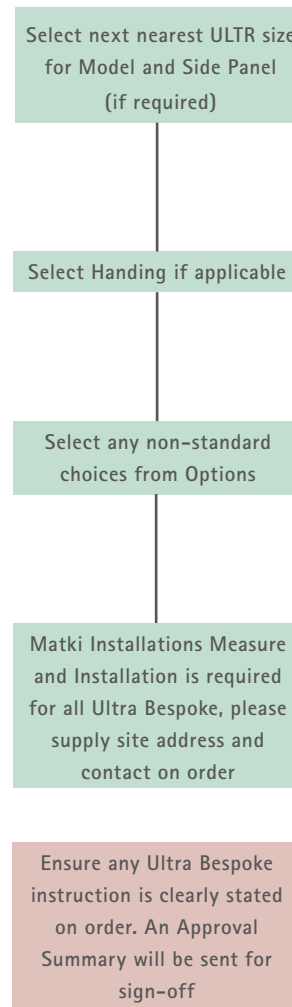 Select next nearest ULTR size
for Model and Side Panel
(if required)
Select Handing if applicable
Select any non-standard
choices from Options
Matki Installations Measure
and Installation is required
for all Ultra Bespoke, please
supply site address and
contact on order
Ensure any Ultra Bespoke
instruction is clearly stated
on order. An Approval
Summary will be sent for
sign-off